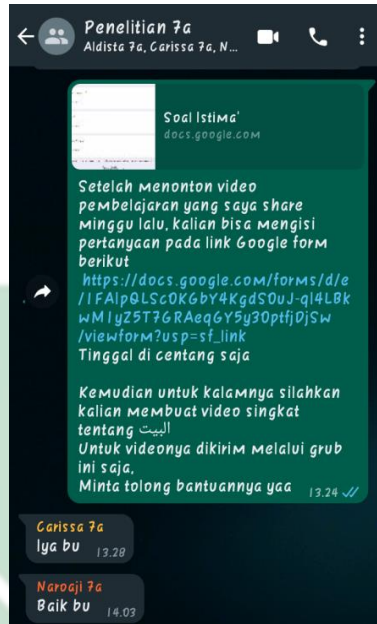 Penelitian 7a
Aldista 7a, Carissa 7a, N...
Soal Istima'
docs.google.com
Setelah menonton video
pembelajaran yang saya share
minggu lalu, kalian bisa mengisi
pertanyaan pada link Google form
berikut
https://docs.google.com/forms/d/e
/viewform?usp=sf_link
Tinggal di centang saja
Kemudian untuk kalamnya silahkan
kalian membuat video singkat
tentang البيت
Untuk videonya dikirim melalui grub
ini saja,
Minta tolong bantuannya yaa 13.24
Carissa 7a
Iya bu 13.28
Naroaji 7a
Baik bu 14.03